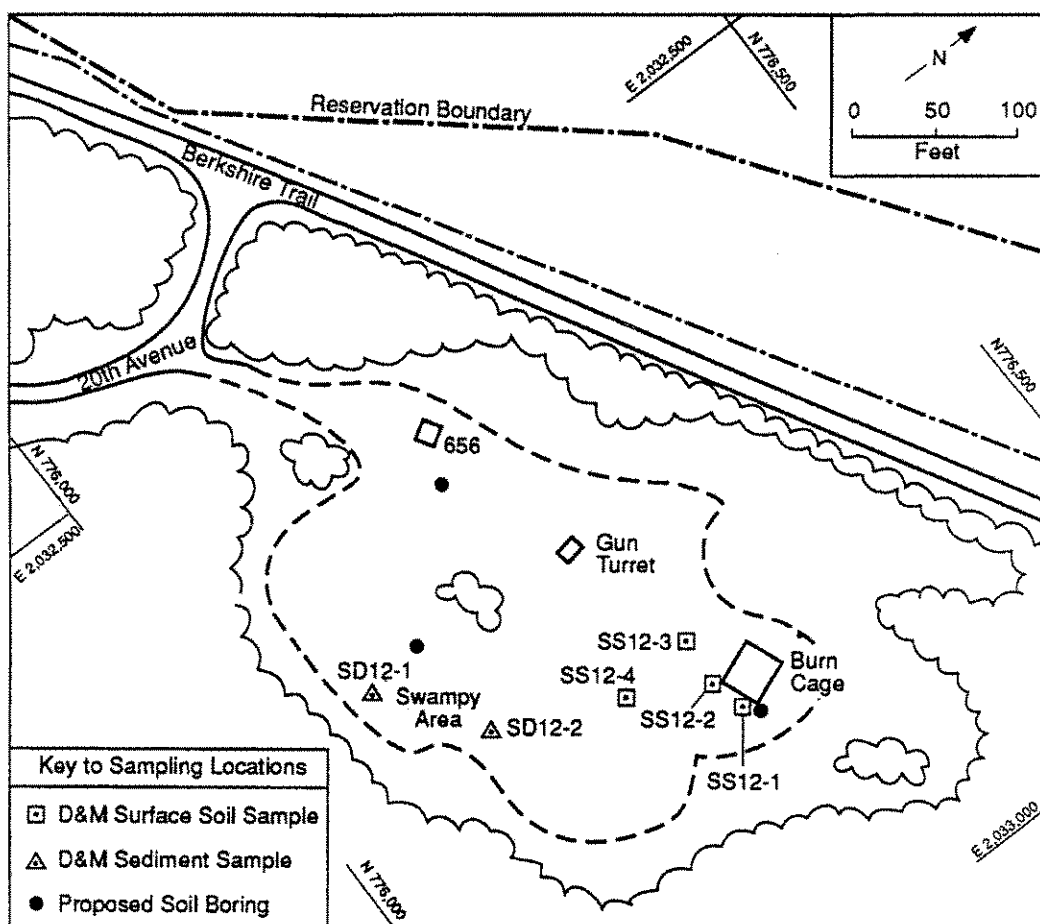 E 2,032,500
N 776,500
N
0 50 100
Feet
Reservation Boundary
Berkshire Trail
20th Avenue
N 776,500
656
N 776,000
E 2,032,500
Gun
Turret
SS12-3
Burn
Cage
SS12-4
SS12-2
SD12-1
Swampy
Area
SD12-2
SS12-1
E 2,033,000
N 776,000
Key to Sampling Locations
D&M Surface Soil Sample
D&M Sediment Sample
Proposed Soil Boring